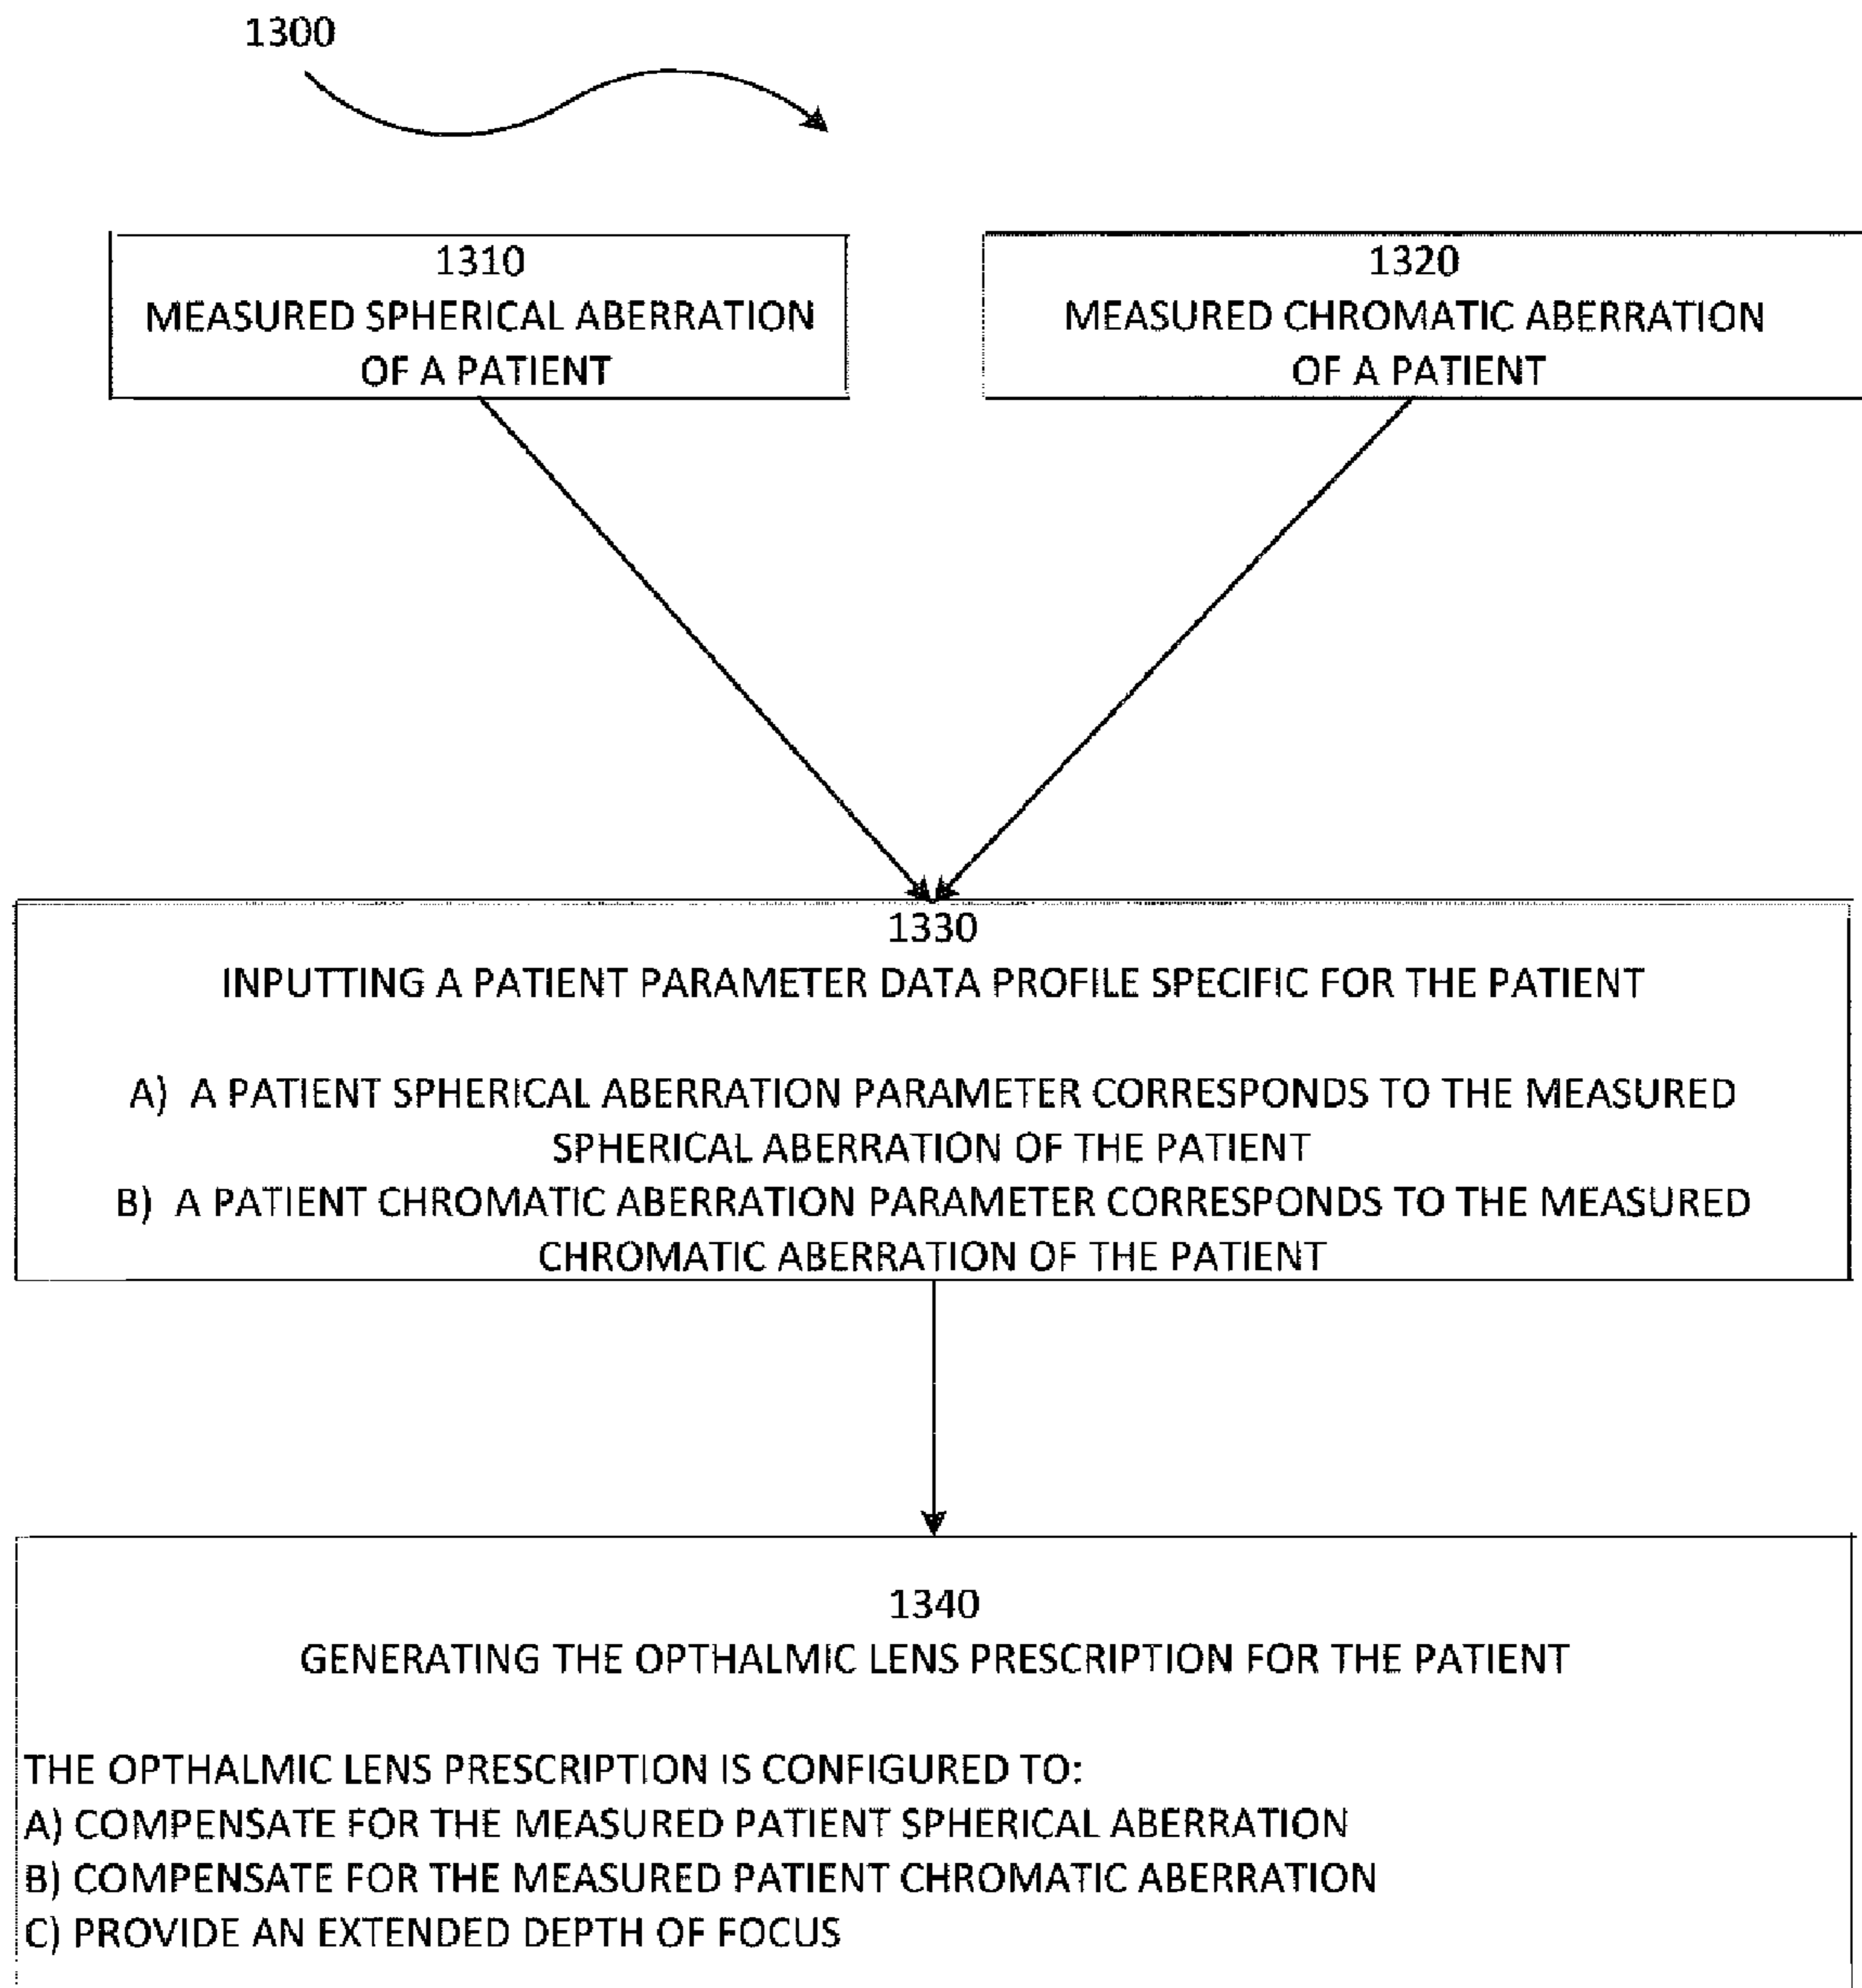 1300
1310
MEASURED SPHERICAL ABERRATION
OF A PATIENT
1320
MEASURED CHROMATIC ABERRATION
OF A PATIENT
1330
INPUTTING A PATIENT PARAMETER DATA PROFILE SPECIFIC FOR THE PATIENT
A) A PATIENT SPHERICAL ABERRATION PARAMETER CORRESPONDS TO THE MEASURED
SPHERICAL ABERRATION OF THE PATIENT
B) A PATIENT CHROMATIC ABERRATION PARAMETER CORRESPONDS TO THE MEASURED
CHROMATIC ABERRATION OF THE PATIENT
1340
GENERATING THE OPTHALMIC LENS PRESCRIPTION FOR THE PATIENT
THE OPTHALMIC LENS PRESCRIPTION IS CONFIGURED TO:
A) COMPENSATE FOR THE MEASURED PATIENT SPHERICAL ABERRATION
B) COMPENSATE FOR THE MEASURED PATIENT CHROMATIC ABERRATION
C) PROVIDE AN EXTENDED DEPTH OF FOCUS